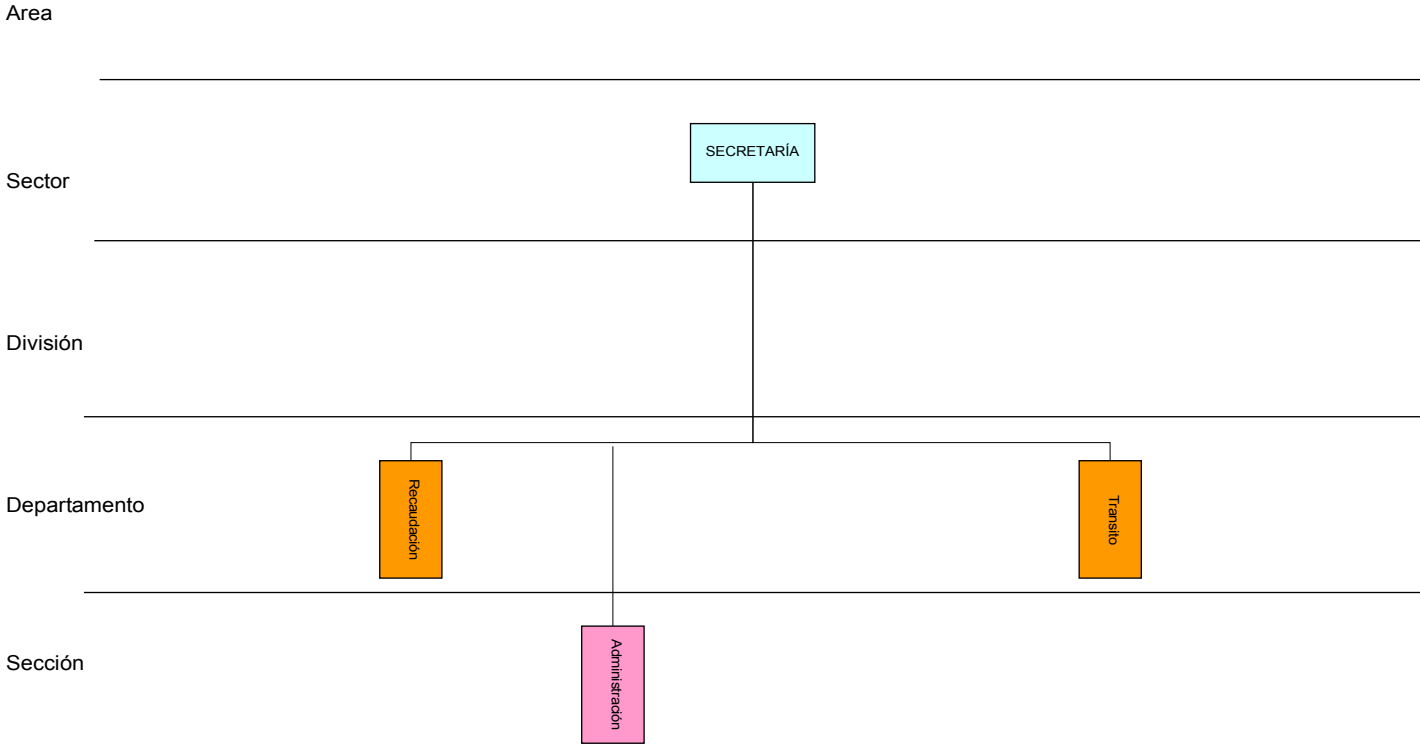 Area
SECRETARÍA
Sector
División
Recaudación
Transito
Departamento
Administración
Sección